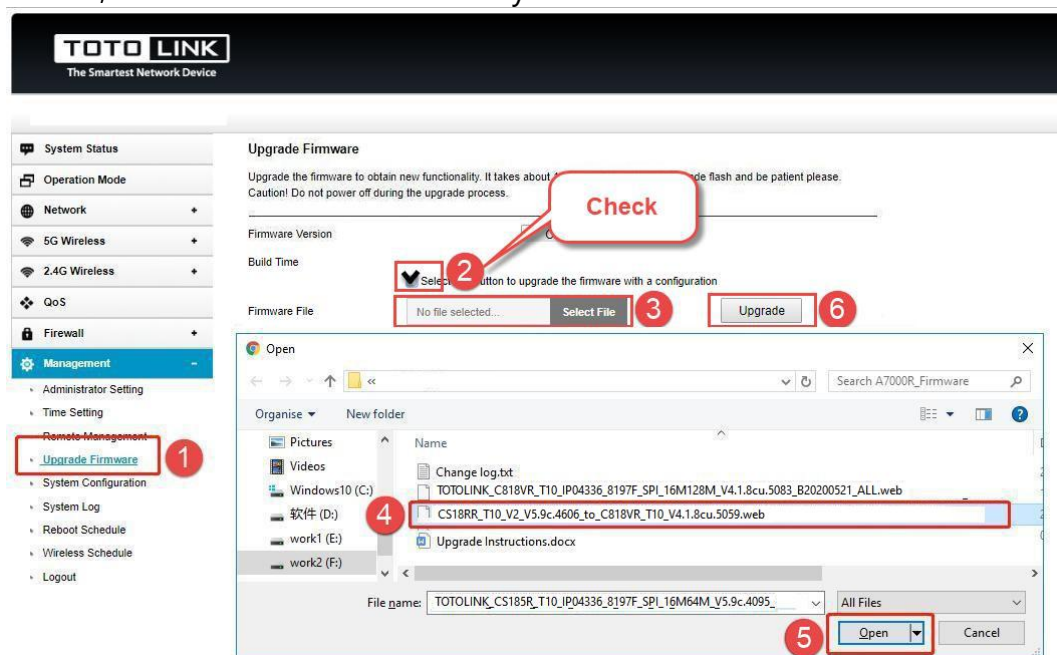 TOTO LINK
The Smartest Network Device
System Status
Operation Mode
Network +
5G Wireless +
2.4G Wireless +
QoS
Firewall +
Management -
Administrator Setting
Time Setting
Remote Management
Upgrade Firmware
1
System Configuration
System Log
Reboot Schedule
Wireless Schedule
Logout
Upgrade Firmware
Upgrade the firmware to obtain new functionality. It takes about flash and be patient please.
Caution! Do not power off during the upgrade process.
Check
Firmware Version
Build Time
2
to upgrade the firmware with a configuration
Firmware File No file selected... Select File 3 Upgrade 6
Open
« Search A7000R_Firmware
Organise New folder
Pictures
Videos
Windows10 (C:)
软件 (D:)
work1 (E:)
work2 (F:)
Name
Change log.txt
TOTOLINK_C818VR_T10_IP04336_8197F_SPI_16M128M_V4.1.8cu.5083_B20200521_ALL.web
4 CS18RR_T10_V2_V5.9c.4606_to_C818VR_T10_V4.1.8cu.5059.web
Upgrade Instructions.docx
File name: TOTOLINK_CS185R_T10_IP04336_8197F_SPI_16M64M_V5.9c.4095_ All Files
5 Open Cancel